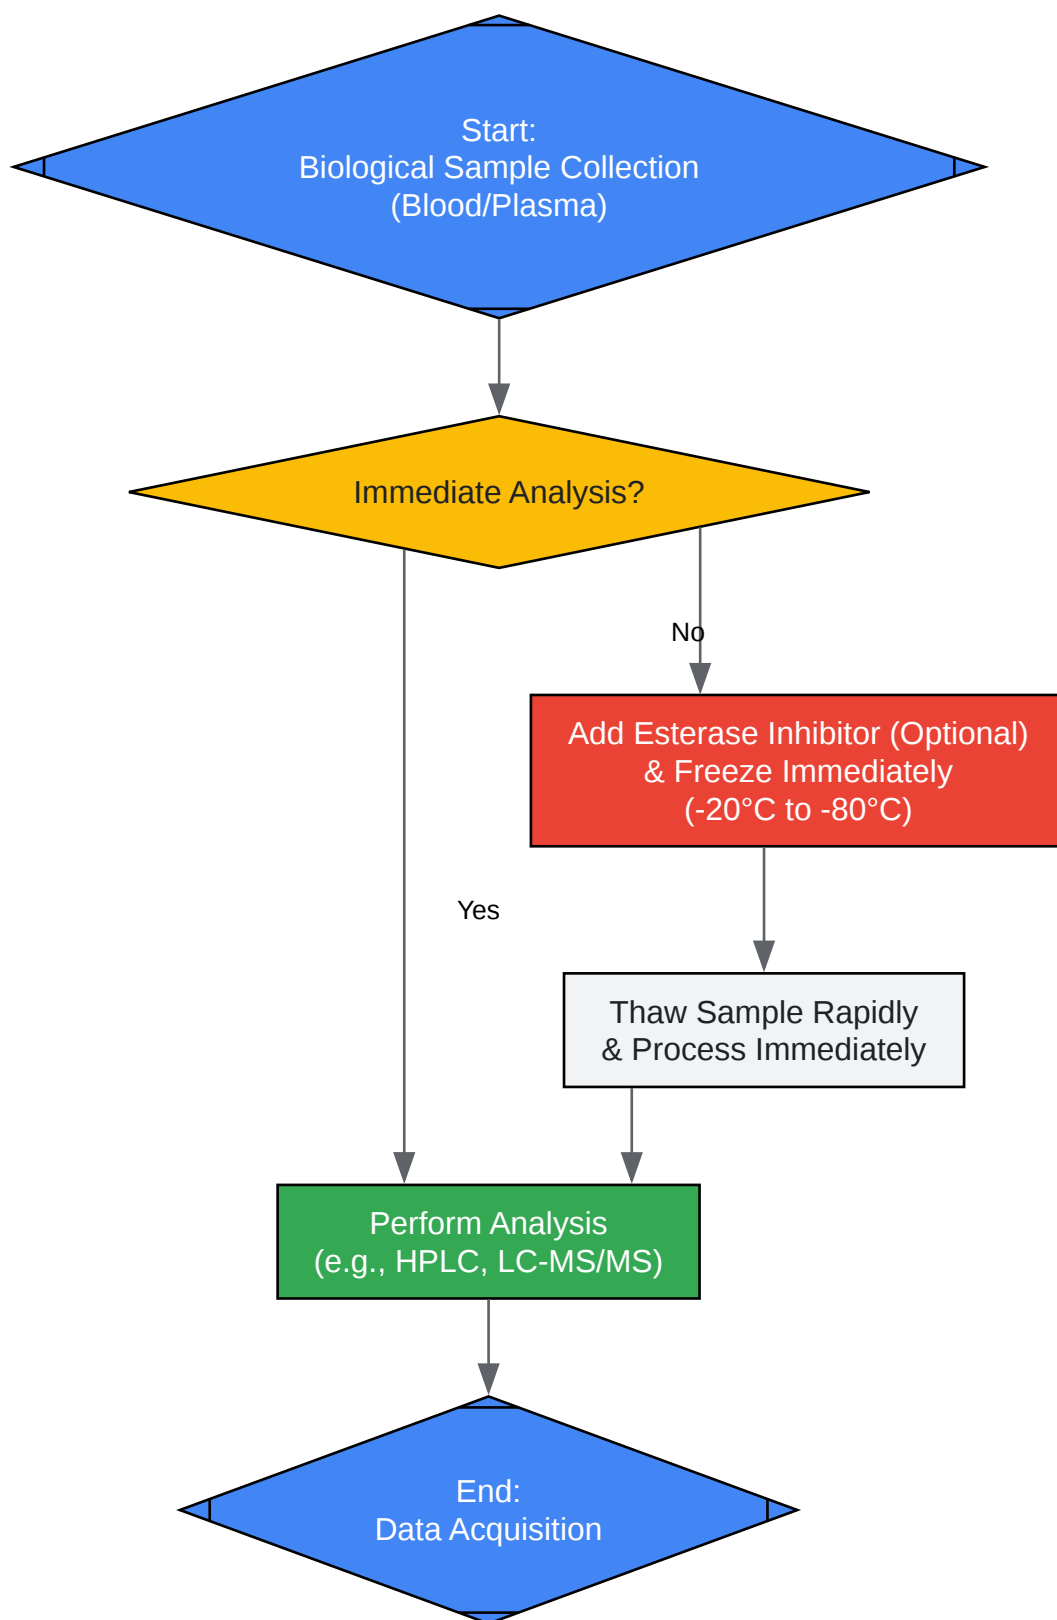 Start:
Biological Sample Collection
(Blood/Plasma)
Immediate Analysis?
No
Add Esterase Inhibitor (Optional)
& Freeze Immediately
(-20°C to -80°C)
Yes
Thaw Sample Rapidly
& Process Immediately
Perform Analysis
(e.g., HPLC, LC-MS/MS)
End:
Data Acquisition